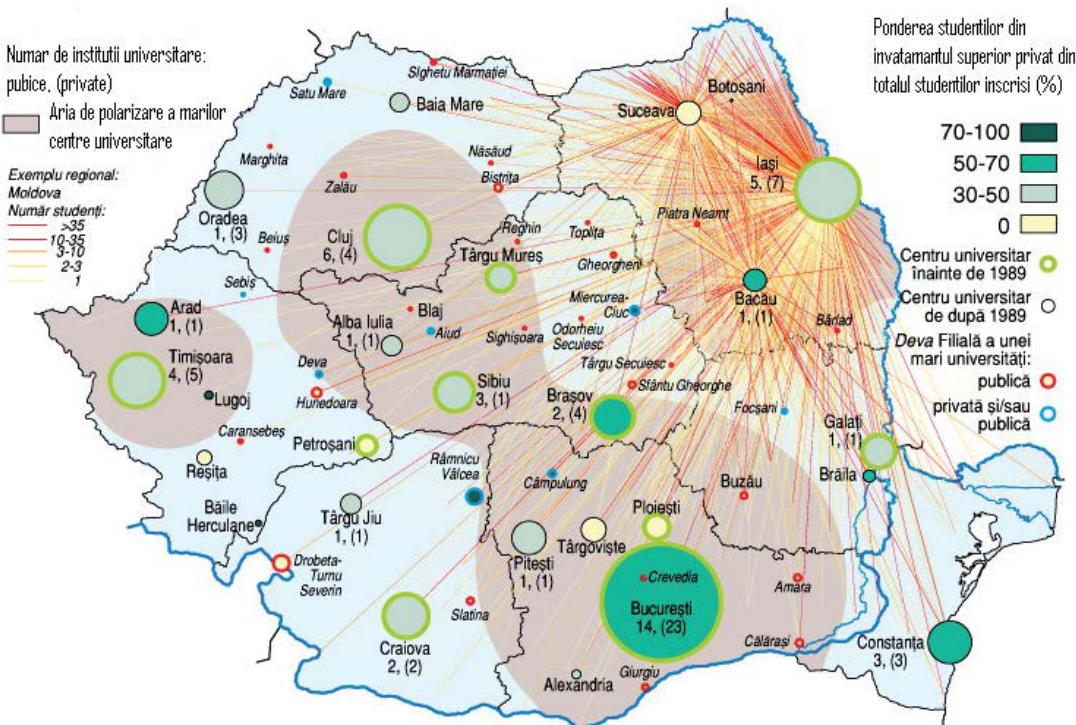 Numar de institutii universitare:
pubice, (private)
Aria de polarizare a marilor
centre universitare
Exemplu regional:
Moldova
Număr studenți:
>35
10-35
3-10
2-3
1
Ponderea studentilor din
invatamantul superior privat din
totalul studentilor inscrisi (%)
70-100
50-70
30-50
0
Centru universitar
înainte de 1989
Centru universitar
de după 1989
Deva Filială a unei
mari universități:
publică
privată și/sau
publică
Sighetu Marmației
Satu Mare
Baia Mare
Botoșani
Suceava
Marghita
Năsăud
Bistrița
Zalău
Iași
5, (7)
Oradea
1, (3)
Beiuș
Cluj
6, (4)
Reghin
Toplița
Piatra Neamt
Târgu Mureș
Gheorgheni
Sebiș
Miercurea-
Ciuc
Bacău
1, (1)
Arad
1, (1)
Blaj
Alba Iulia
1, (1)
Aiud
Sighișoara
Odorheiu
Secuiesc
Bârlad
Timișoara
4, (5)
Deva
Târgu Secuiesc
Lugoj
Hunedoara
Sibiu
3, (1)
Brașov
2, (4)
Sfântu Gheorghe
Focșani
Galați
1, (1)
Caransebeș
Petroșani
Reșița
Râmnicu
Vâlcea
Câmpulung
Buzău
Brăila
Băile
Herculane
Târgu Jiu
1, (1)
Ploiești
Pitești
1, (1)
Târgoviște
Drobeta-
Turnu
Severin
Crevedia
Amara
București
14, (23)
Slatina
Craiova
2, (2)
Călărași
Constanța
3, (3)
Alexandria
Giurgiu